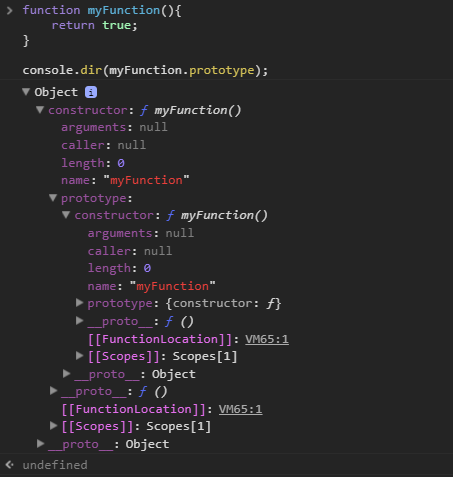 function myFunction(){
return true;
}
console.dir(myFunction.prototype);
Object i
constructor: ƒ myFunction()
arguments: null
caller: null
length: 0
name: "myFunction"
prototype:
constructor: ƒ myFunction()
arguments: null
caller: null
length: 0
name: "myFunction"
prototype: {constructor: ƒ}
__proto__: ƒ ()
[[FunctionLocation]]: VM65:1
[[Scopes]]: Scopes[1]
__proto__: Object
__proto__: ƒ ()
[[FunctionLocation]]: VM65:1
[[Scopes]]: Scopes[1]
__proto__: Object
undefined